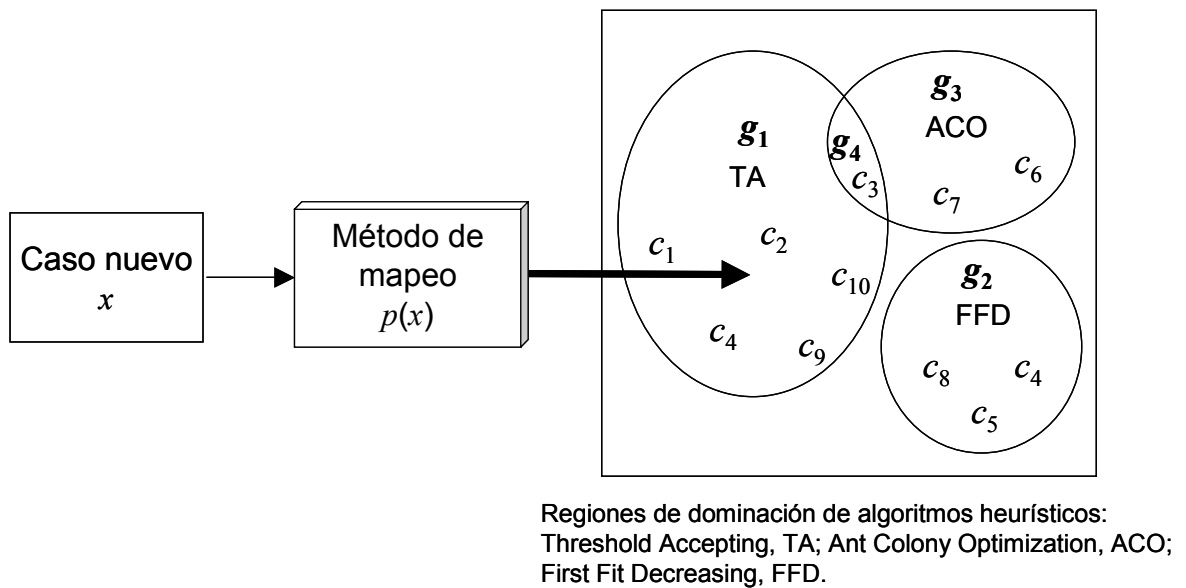 Caso nuevo
x
Método de
mapeo
p(x)
g₁
TA
c₁
c₂
c₁₀
c₄
c₉
g₄
c₃
g₃
ACO
c₆
c₇
g₂
FFD
c₈
c₄
c₅
Regiones de dominación de algoritmos heurísticos:
Threshold Accepting, TA; Ant Colony Optimization, ACO;
First Fit Decreasing, FFD.